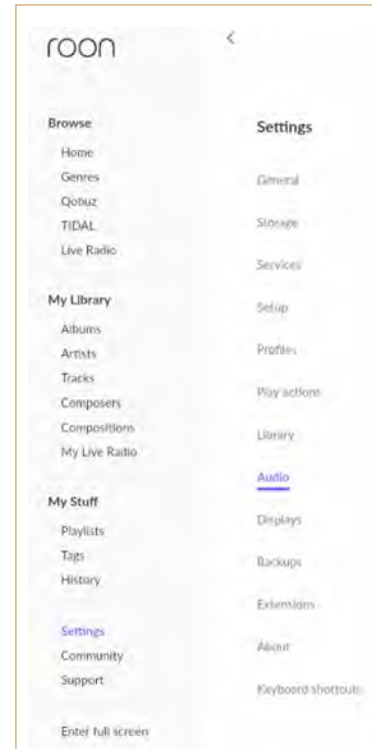 roon
Browse
Home
Genres
Qobuz
TIDAL
Live Radio
My Library
Albums
Artists
Tracks
Composers
Compositions
My Live Radio
My Stuff
Playlists
Tags
History
Settings
Community
Support
Enter full screen
<
Settings
General
Storage
Services
Setup
Profiles
Play actions
Library
Audio
Displays
Backups
Extensions
About
Keyboard shortcuts